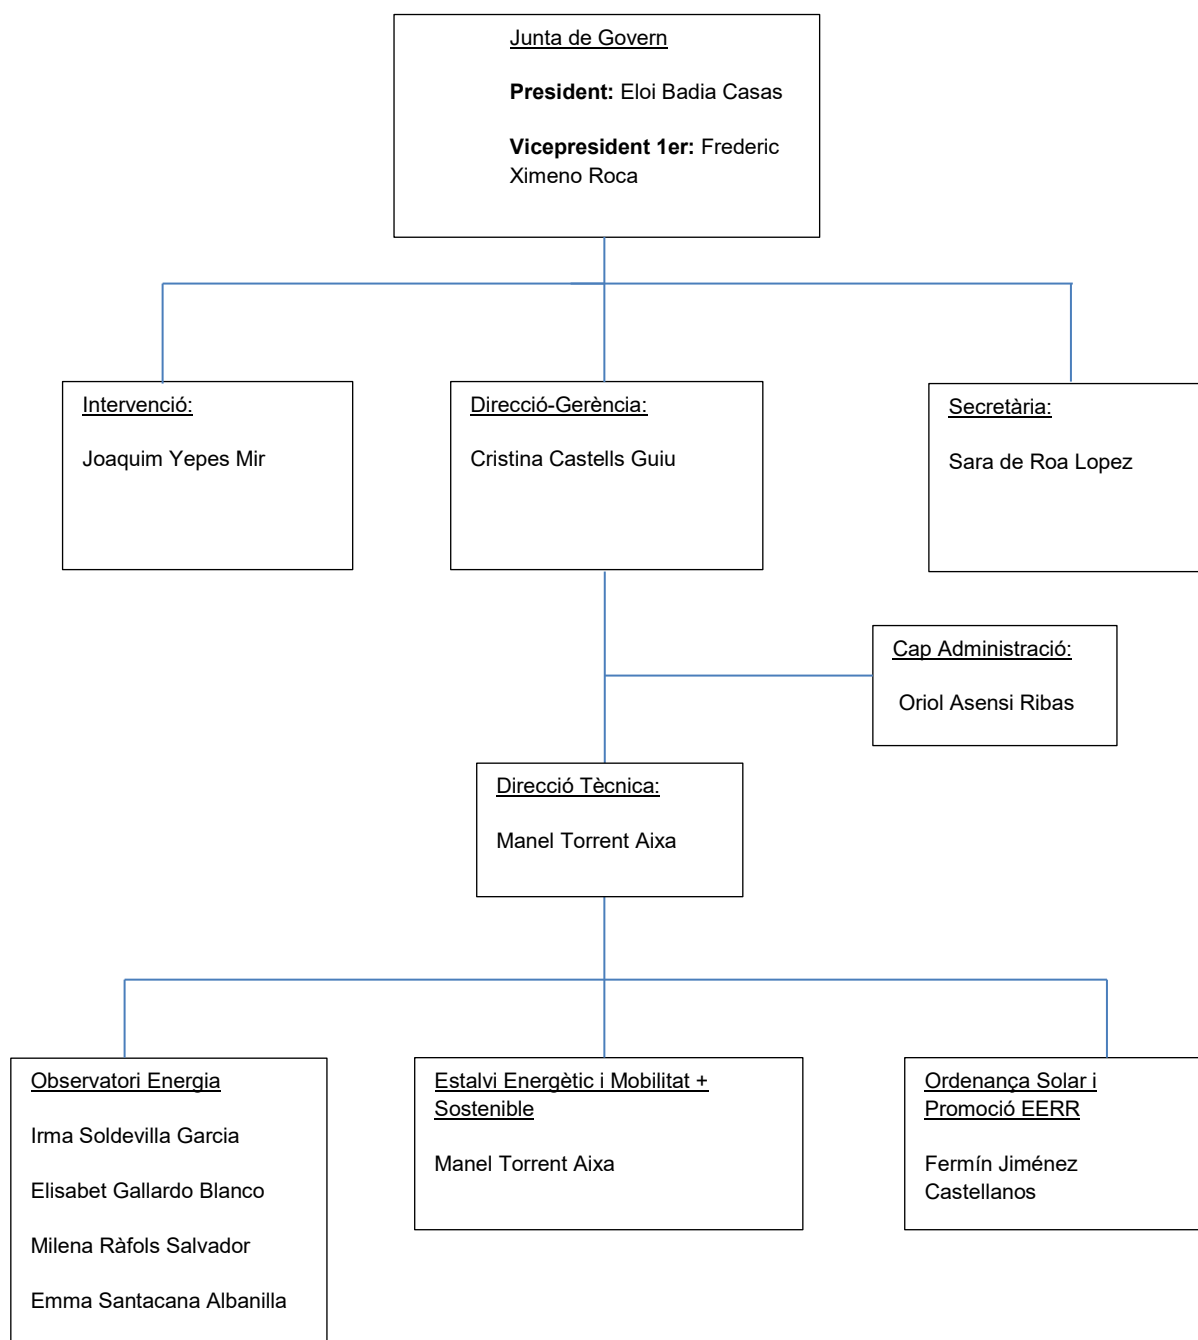 Junta de Govern
President: Eloi Badia Casas
Vicepresident 1er: Frederic
Ximeno Roca
Intervenció:
Joaquim Yepes Mir
Direcció-Gerència:
Cristina Castells Guiu
Secretària:
Sara de Roa Lopez
Cap Administració:
Oriol Asensi Ribas
Direcció Tècnica:
Manel Torrent Aixa
Observatori Energia
Irma Soldevilla Garcia
Elisabet Gallardo Blanco
Milena Ràfols Salvador
Emma Santacana Albanilla
Estalvi Energètic i Mobilitat +
Sostenible
Manel Torrent Aixa
Ordenança Solar i
Promoció EERR
Fermín Jiménez
Castellanos